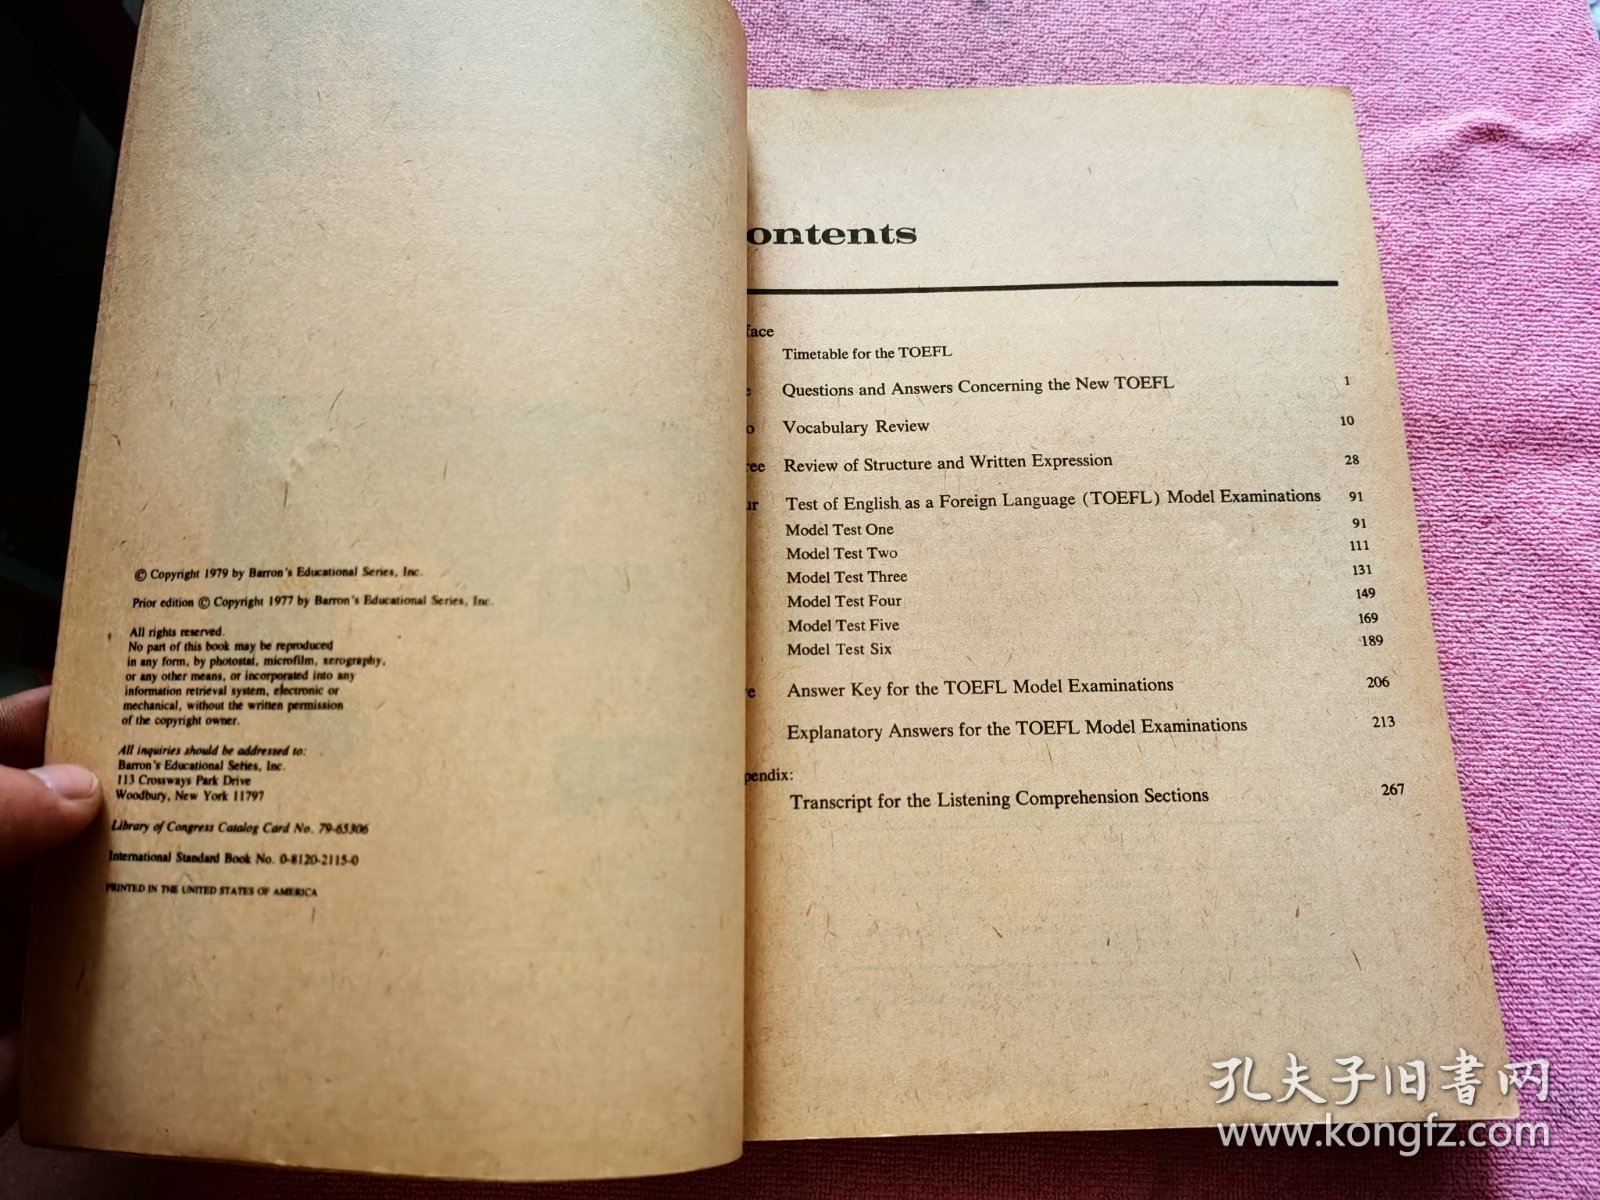 © Copyright 1979 by Barron's Educational Series, Inc.
Prior edition © Copyright 1977 by Barron's Educational Series, Inc.
All rights reserved.
No part of this book may be reproduced
in any form, by photostat, microfilm, xerography,
or any other means, or incorporated into any
information retrieval system, electronic or
mechanical, without the written permission
of the copyright owner.
All inquiries should be addressed to:
Barron's Educational Series, Inc.
113 Crossways Park Drive
Woodbury, New York 11797
Library of Congress Catalog Card No. 79-65306
International Standard Book No. 0-8120-2115-0
PRINTED IN THE UNITED STATES OF AMERICA
ontents
face
Timetable for the TOEFL
e Questions and Answers Concerning the New TOEFL 1
o Vocabulary Review 10
ree Review of Structure and Written Expression 28
ur Test of English as a Foreign Language (TOEFL) Model Examinations 91
Model Test One 91
Model Test Two 111
Model Test Three 131
Model Test Four 149
Model Test Five 169
Model Test Six 189
e Answer Key for the TOEFL Model Examinations 206
Explanatory Answers for the TOEFL Model Examinations 213
pendix:
Transcript for the Listening Comprehension Sections 267
孔夫子旧书网
www.kongfz.com